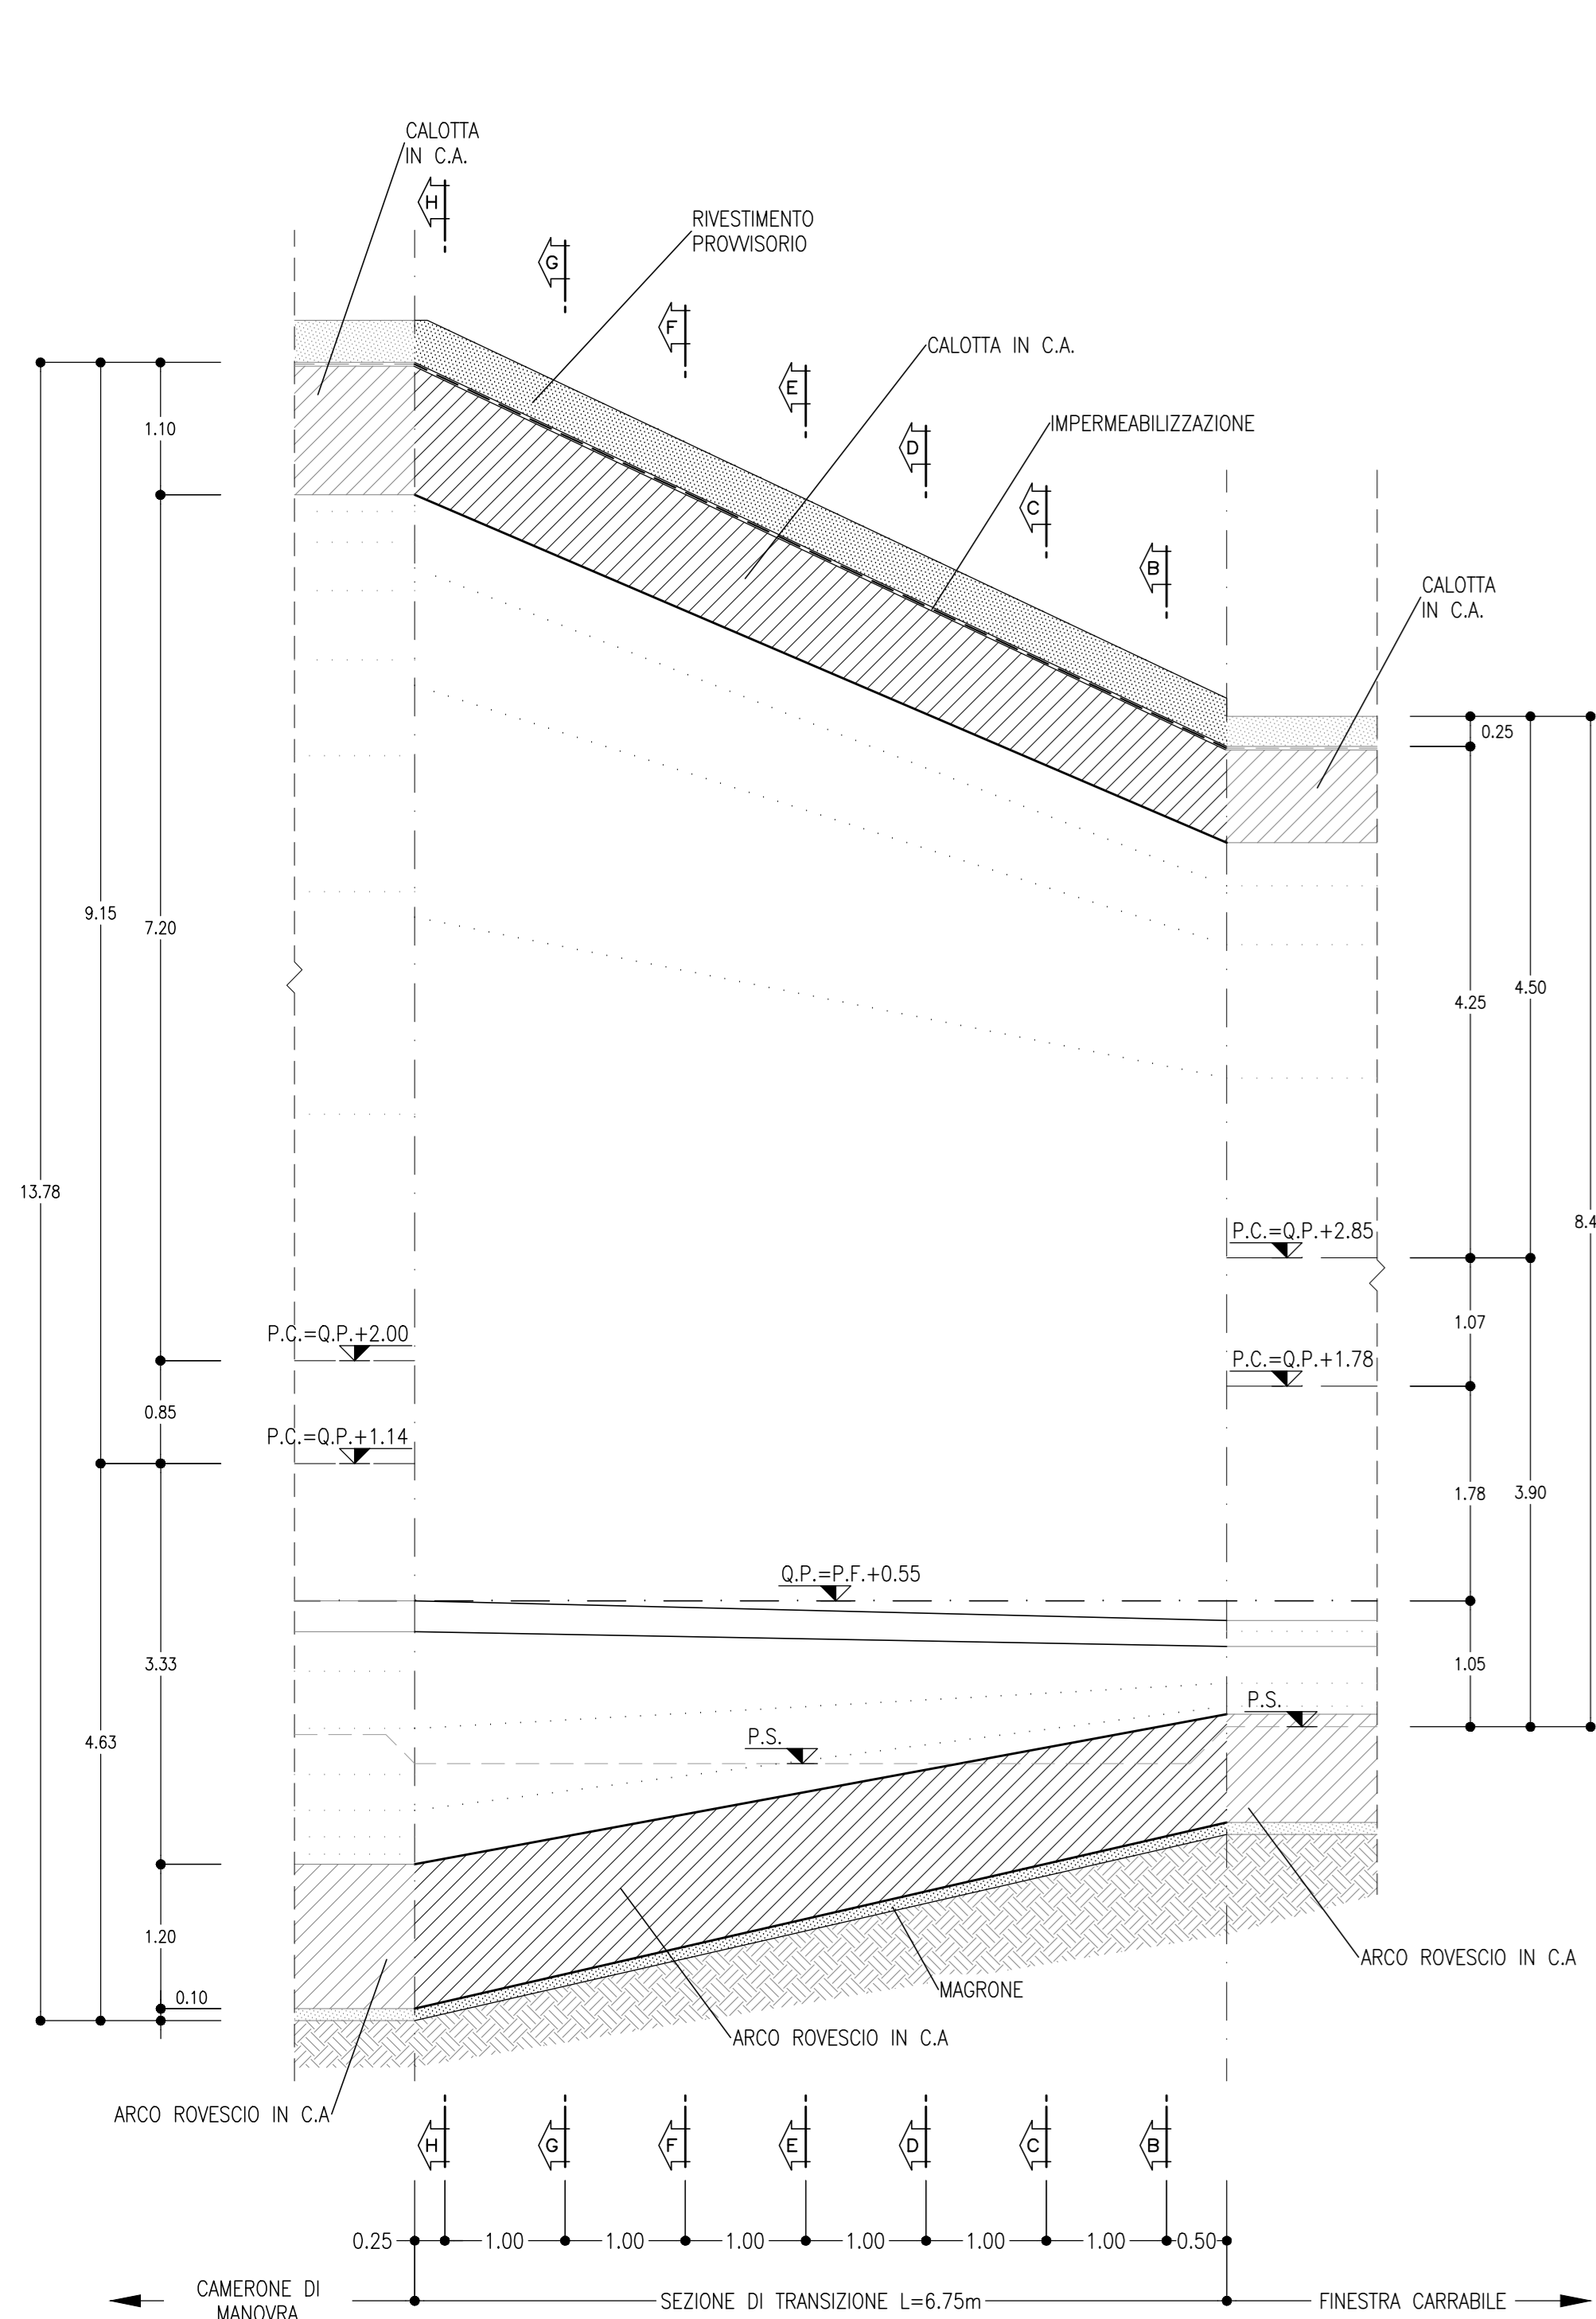 CALOTTA
IN C.A.
H
RIVESTIMENTO
PROVVISORIO
G
F
CALOTTA IN C.A.
E
IMPERMEABILIZZAZIONE
D
C
B
CALOTTA
IN C.A.
1.10
0.25
9.15
7.20
4.25
4.50
13.78
8.4
P.C.=Q.P.+2.85
1.07
P.C.=Q.P.+2.00
P.C.=Q.P.+1.78
0.85
P.C.=Q.P.+1.14
1.78
3.90
Q.P.=P.F.+0.55
3.33
1.05
P.S.
P.S.
4.63
1.20
ARCO ROVESCIO IN C.A
MAGRONE
0.10
ARCO ROVESCIO IN C.A
ARCO ROVESCIO IN C.A
H G F E D C B
0.25 1.00 1.00 1.00 1.00 1.00 1.00 0.50
CAMERONE DI
MANOVRA
SEZIONE DI TRANSIZIONE L=6.75m
FINESTRA CARRABILE